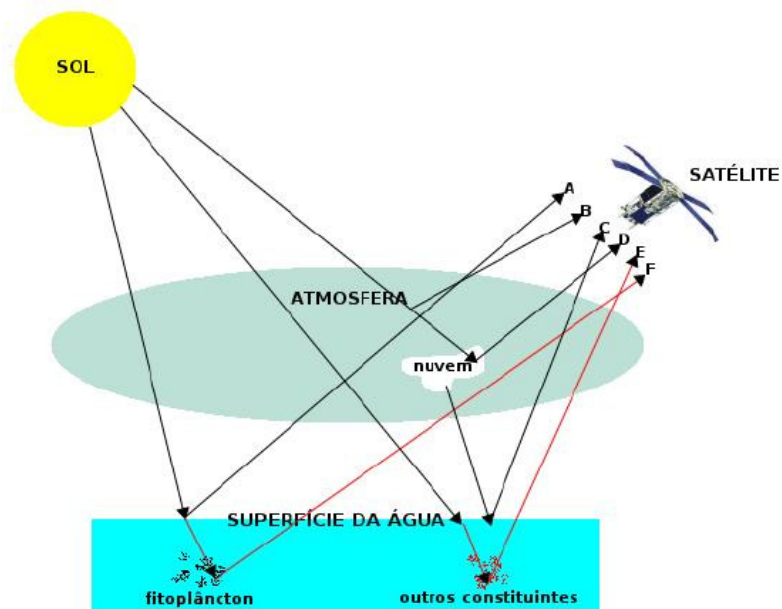 SOL
SATÉLITE
A
B
C
D
E
F
ATMOSFERA
nuvem
SUPERFÍCIE DA ÁGUA
fitoplâncton
outros constituintes